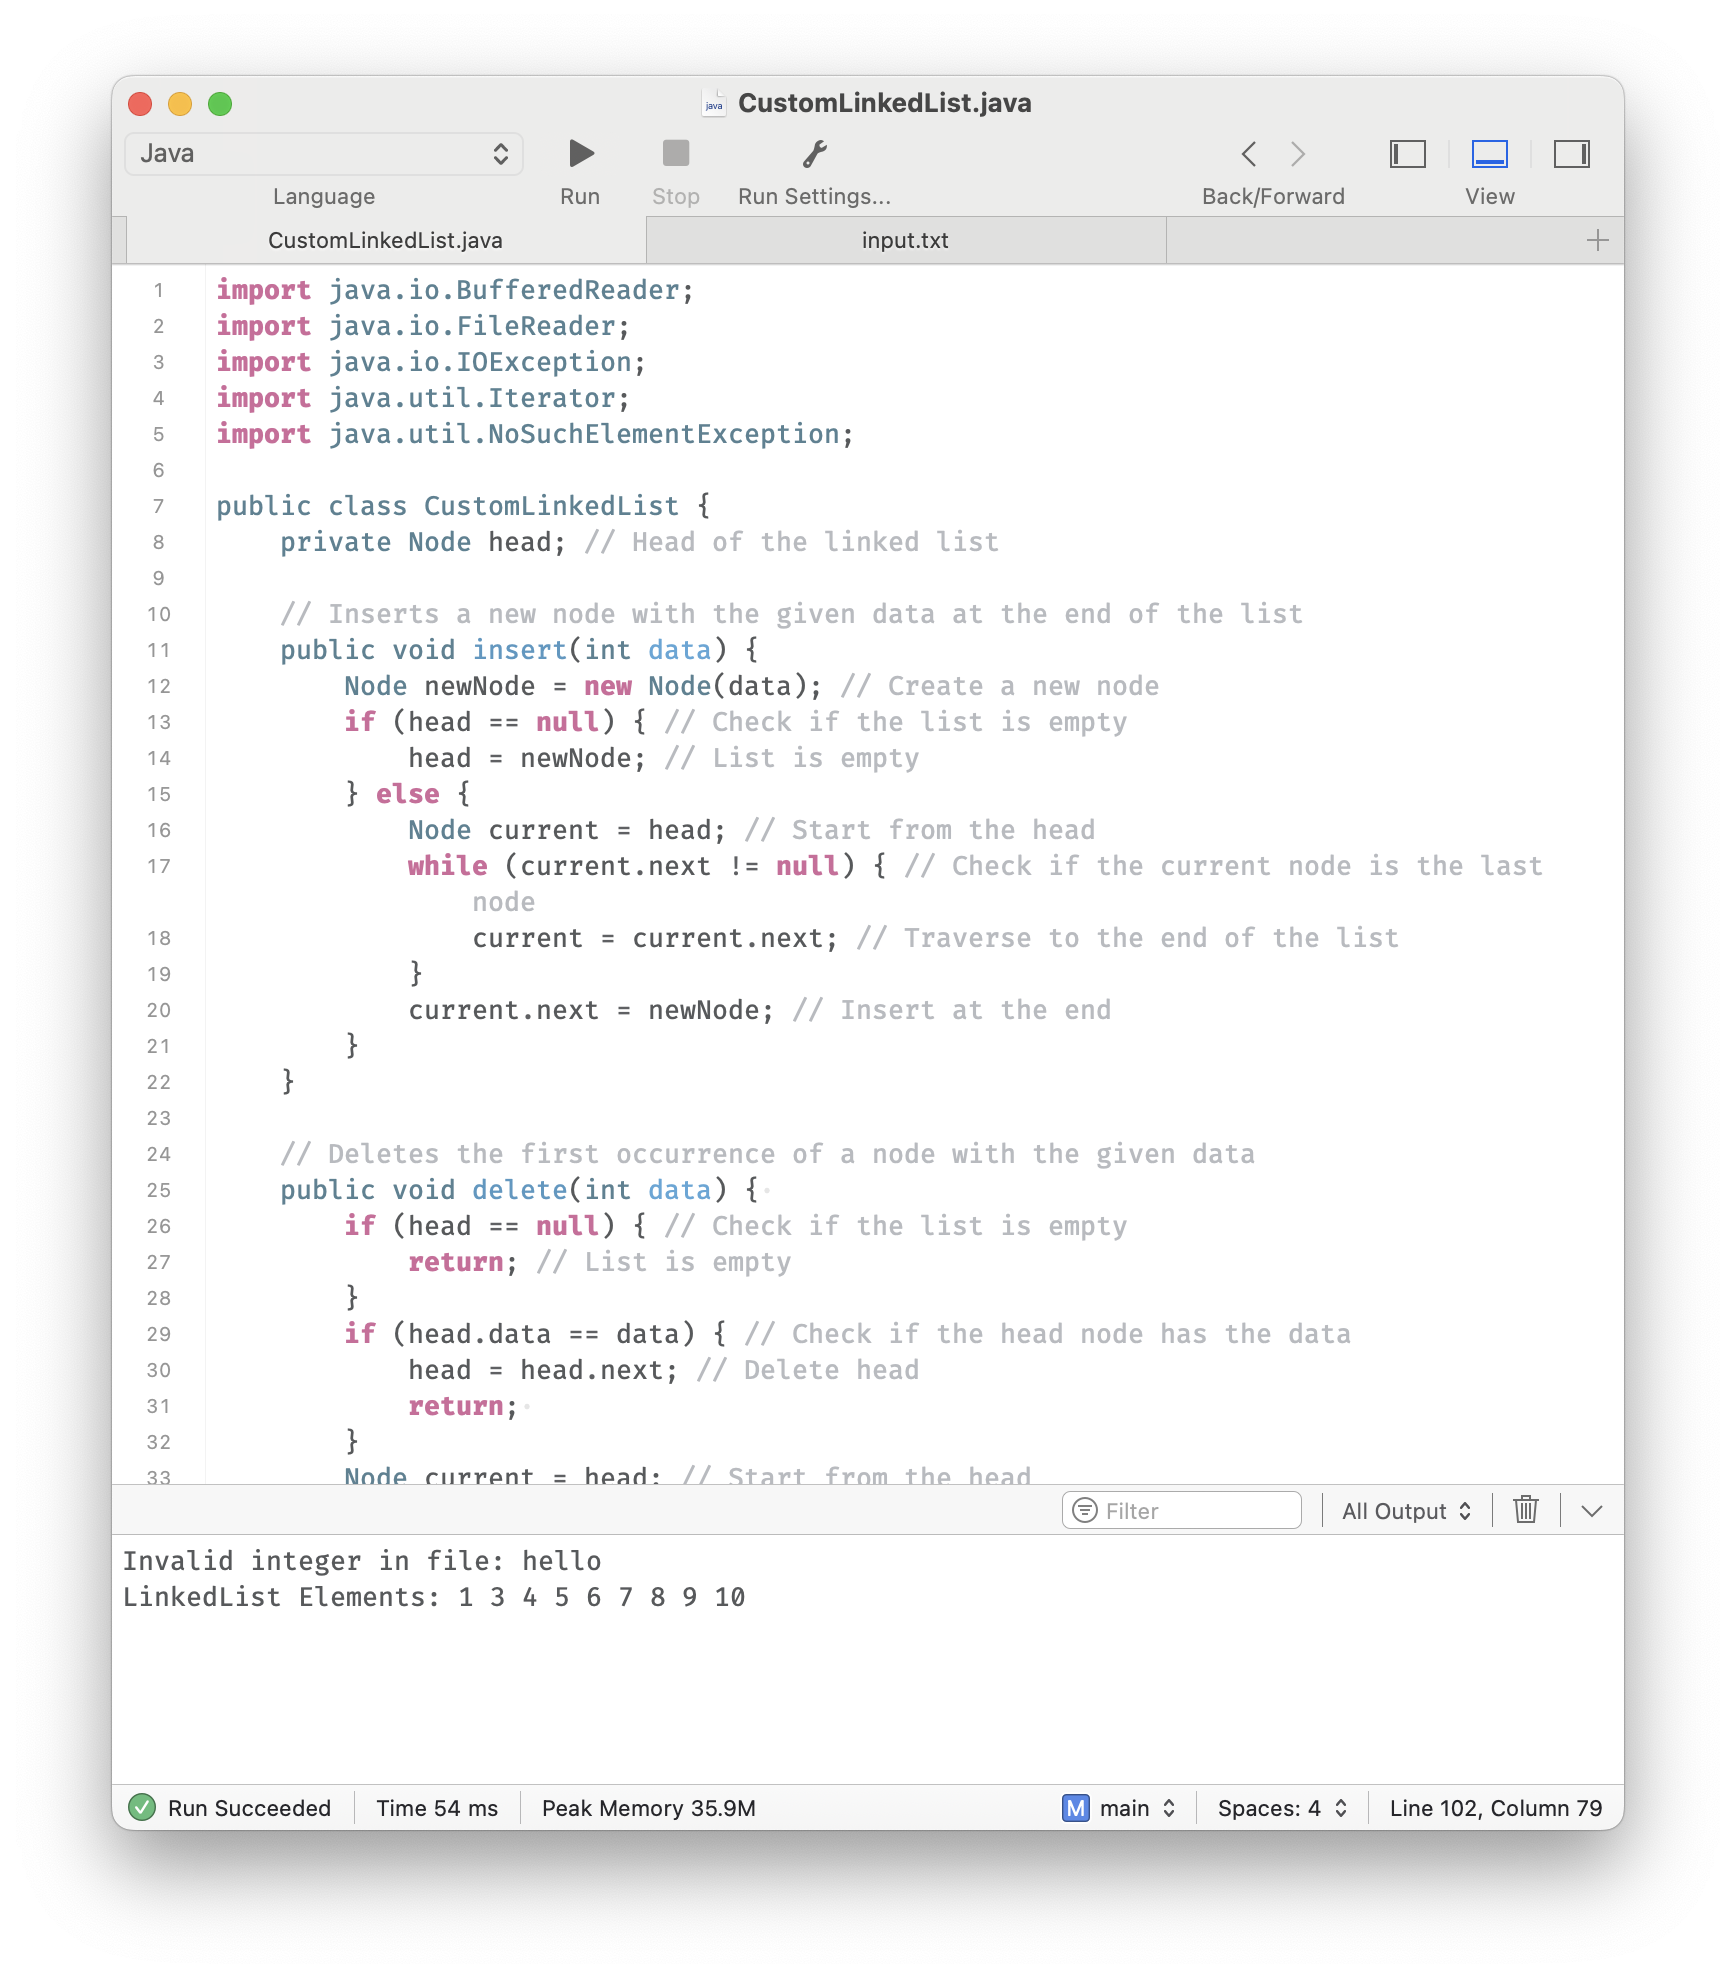 CustomLinkedList.java
Java
Language
Run
Stop
Run Settings...
Back/Forward
View
CustomLinkedList.java
input.txt
1 import java.io.BufferedReader;
2 import java.io.FileReader;
3 import java.io.IOException;
4 import java.util.Iterator;
5 import java.util.NoSuchElementException;
6
7 public class CustomLinkedList {
8     private Node head; // Head of the linked list
9
10     // Inserts a new node with the given data at the end of the list
11     public void insert(int data) {
12         Node newNode = new Node(data); // Create a new node
13         if (head == null) { // Check if the list is empty
14             head = newNode; // List is empty
15         } else {
16             Node current = head; // Start from the head
17             while (current.next != null) { // Check if the current node is the last
                node
18                 current = current.next; // Traverse to the end of the list
19             }
20             current.next = newNode; // Insert at the end
21         }
22     }
23
24     // Deletes the first occurrence of a node with the given data
25     public void delete(int data) {
26         if (head == null) { // Check if the list is empty
27             return; // List is empty
28         }
29         if (head.data == data) { // Check if the head node has the data
30             head = head.next; // Delete head
31             return;
32         }
33         Node current = head; // Start from the head
Filter
All Output
Invalid integer in file: hello
LinkedList Elements: 1 3 4 5 6 7 8 9 10
Run Succeeded
Time 54 ms
Peak Memory 35.9M
M main
Spaces: 4
Line 102, Column 79